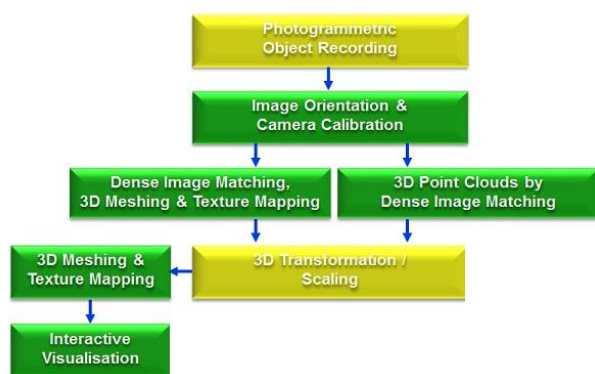 Photogrammetric
Object Recording
Image Orientation &
Camera Calibration
Dense Image Matching,
3D Meshing & Texture Mapping
3D Point Clouds by
Dense Image Matching
3D Meshing &
Texture Mapping
3D Transformation /
Scaling
Interactive
Visualisation